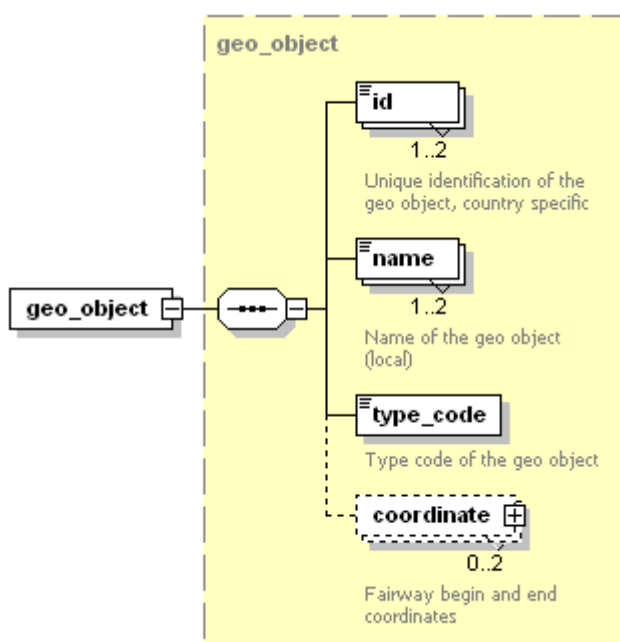 geo_object
id
1..2
Unique identification of the
geo object, country specific
name
1..2
Name of the geo object
(local)
geo_object
type_code
Type code of the geo object
coordinate
0..2
Fairway begin and end
coordinates